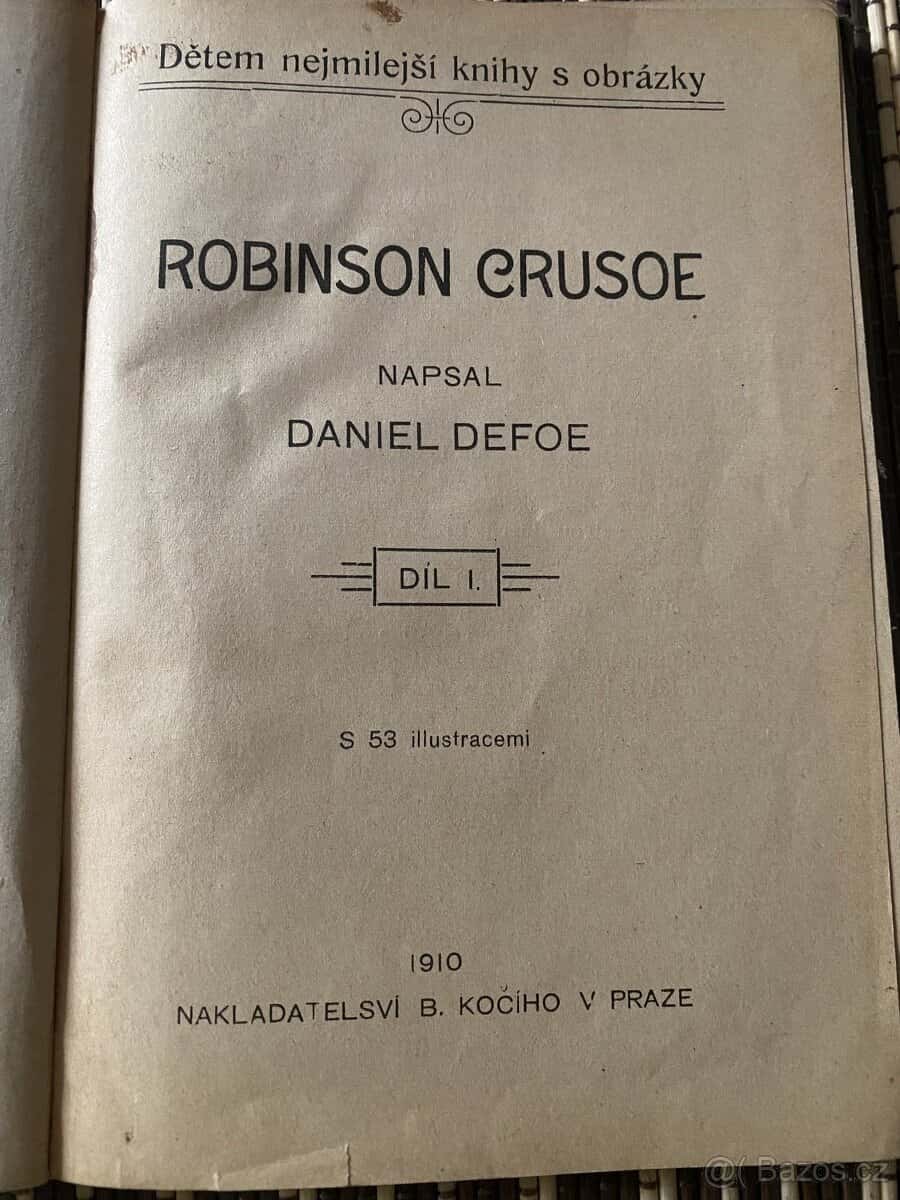 Dětem nejmilejší knihy s obrázky
ROBINSON CRUSOE
NAPSAL
DANIEL DEFOE
DÍL I.
S 53 illustracemi
1910
NAKLADATELSVÍ B. KOČÍHO V PRAZE
@( Bazos.cz